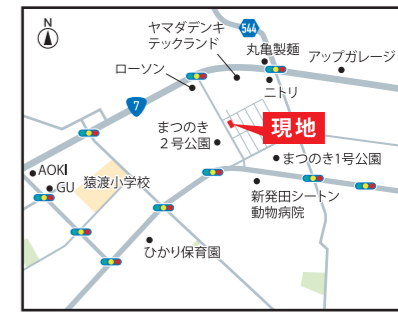 N
544
ヤマダデンキ
テックランド
丸亀製麺
アップガレージ
ローソン
ニトリ
7
現地
まつのき
2号公園
まつのき1号公園
AOKI
GU
猿渡小学校
新発田シートン
動物病院
ひかり保育園